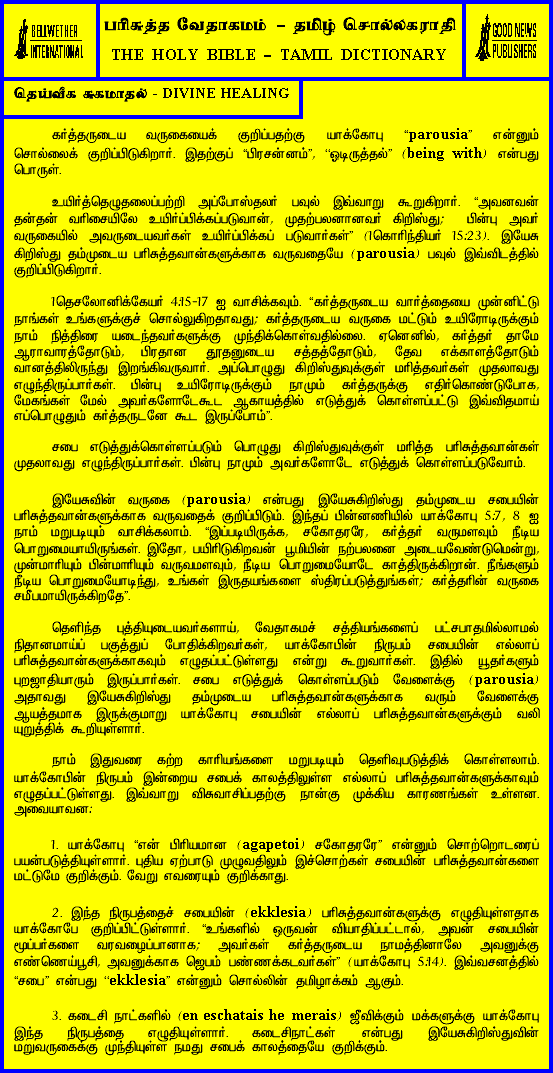 BELLWETHER
INTERNATIONAL
பரிசுத்த வேதாகமம் – தமிழ் சொல்லகராதி
THE HOLY BIBLE – TAMIL DICTIONARY
GOOD NEWS
PUBLISHERS
தெய்வீக சுகமாதல் - DIVINE HEALING
கர்த்தருடைய வருகையைக் குறிப்பதற்கு யாக்கோபு “parousia” என்னும்
சொல்லைக் குறிப்பிடுகிறார். இதற்குப் “பிரசன்னம்”, “ஒடிருத்தல்” (being with) என்பது
பொருள்.
உயிர்த்தெழுதலைப்பற்றி அப்போஸ்தலர் பவுல் இவ்வாறு கூறுகிறார். “அவனவன்
தன்தன் வரிசையிலே உயிர்ப்பிக்கப்படுவான், முதற்பலனானவர் கிறிஸ்து; பின்பு அவர்
வருகையில் அவருடையவர்கள் உயிர்ப்பிக்கப் படுவார்கள்” (1கொரிந்தியர் 15:23). இயேசு
கிறிஸ்து தம்முடைய பரிசுத்தவான்களுக்காக வருவதையே (parousia) பவுல் இவ்விடத்தில்
குறிப்பிடுகிறார்.
1தெசலோனிக்கேயர் 4:15-17 ஐ வாசிக்கவும். “கர்த்தருடைய வார்த்தையை முன்னிட்டு
நாங்கள் உங்களுக்குச் சொல்லுகிறதாவது; கர்த்தருடைய வருகை மட்டும் உயிரோடிருக்கும்
நாம் நித்திரை யடைந்தவர்களுக்கு முந்திக்கொள்வதில்லை. ஏனெனில், கர்த்தர் தாமே
ஆரவாரத்தோடும், பிரதான தூதனுடைய சத்தத்தோடும், தேவ எக்காளத்தோடும்
வானத்திலிருந்து இறங்கிவருவார். அப்பொழுது கிறிஸ்துவுக்குள் மரித்தவர்கள் முதலாவது
எழுந்திருப்பார்கள். பின்பு உயிரோடிருக்கும் நாமும் கர்த்தருக்கு எதிர்கொண்டுபோக,
மேகங்கள் மேல் அவர்களோடேகூட ஆகாயத்தில் எடுத்துக் கொள்ளப்பட்டு இவ்விதமாய்
எப்பொழுதும் கர்த்தருடனே கூட இருப்போம்”.
சபை எடுத்துக்கொள்ளப்படும் பொழுது கிறிஸ்துவுக்குள் மரித்த பரிசுத்தவான்கள்
முதலாவது எழுந்திருப்பார்கள். பின்பு நாமும் அவர்களோடே எடுத்துக் கொள்ளப்படுவோம்.
இயேசுவின் வருகை (parousia) என்பது இயேசுகிறிஸ்து தம்முடைய சபையின்
பரிசுத்தவான்களுக்காக வருவதைக் குறிப்பிடும். இந்தப் பின்னணியில் யாக்கோபு 5:7, 8 ஐ
நாம் மறுபடியும் வாசிக்கலாம். “இப்படியிருக்க, சகோதரரே, கர்த்தர் வருமளவும் நீடிய
பொறுமையாயிருங்கள். இதோ, பயிரிடுகிறவன் பூமியின் நற்பலனை அடையவேண்டுமென்று,
முன்மாரியும் பின்மாரியும் வருமளவும், நீடிய பொறுமையோடே காத்திருக்கிறான். நீங்களும்
நீடிய பொறுமையோடிந்து, உங்கள் இருதயங்களை ஸ்திரப்படுத்துங்கள்; கர்த்தரின் வருகை
சமீபமாயிருக்கிறதே”.
தெளிந்த புத்தியுடையவர்களாய், வேதாகமச் சத்தியங்களைப் பட்சபாதமில்லாமல்
நிதானமாய்ப் பகுத்துப் போதிக்கிறவர்கள், யாக்கோபின் நிருபம் சபையின் எல்லாப்
பரிசுத்தவான்களுக்காகவும் எழுதப்பட்டுள்ளது என்று கூறுவார்கள். இதில் யூதர்களும்
புறஜாதியாரும் இருப்பார்கள். சபை எடுத்துக் கொள்ளப்படும் வேளைக்கு (parousia)
அதாவது இயேசுகிறிஸ்து தம்முடைய பரிசுத்தவான்களுக்காக வரும் வேளைக்கு
ஆயத்தமாக இருக்குமாறு யாக்கோபு சபையின் எல்லாப் பரிசுத்தவான்களுக்கும் வலி
யுறுத்திக் கூறியுள்ளார்.
நாம் இதுவரை கற்ற காரியங்களை மறுபடியும் தெளிவுபடுத்திக் கொள்ளலாம்.
யாக்கோபின் நிருபம் இன்றைய சபைக் காலத்திலுள்ள எல்லாப் பரிசுத்தவான்களுக்காவும்
எழுதப்பட்டுள்ளது. இவ்வாறு விசுவாசிப்பதற்கு நான்கு முக்கிய காரணங்கள் உள்ளன.
அவையாவன:
1. யாக்கோபு “என் பிரியமான (agapetoi) சகோதரரே” என்னும் சொற்றொடரைப்
பயன்படுத்தியுள்ளார். புதிய ஏற்பாடு முழுவதிலும் இச்சொற்கள் சபையின் பரிசுத்தவான்களை
மட்டுமே குறிக்கும். வேறு எவரையும் குறிக்காது.
2. இந்த நிருபத்தைச் சபையின் (ekklesia) பரிசுத்தவான்களுக்கு எழுதியுள்ளதாக
யாக்கோபே குறிப்பிட்டுள்ளார். “உங்களில் ஒருவன் வியாதிப்பட்டால், அவன் சபையின்
மூப்பர்களை வரவழைப்பானாக; அவர்கள் கர்த்தருடைய நாமத்தினாலே அவனுக்கு
எண்ணெய்பூசி, அவனுக்காக ஜெபம் பண்ணக்கடவர்கள்” (யாக்கோபு 5:14). இவ்வசனத்தில்
“சபை” என்பது “ekklesia” என்னும் சொல்லின் தமிழாக்கம் ஆகும்.
3. கடைசி நாட்களில் (en eschatais he merais) ஜீவிக்கும் மக்களுக்கு யாக்கோபு
இந்த நிருபத்தை எழுதியுள்ளார். கடைசிநாட்கள் என்பது இயேசுகிறிஸ்துவின்
மறுவருகைக்கு முந்தியுள்ள நமது சபைக் காலத்தையே குறிக்கும்.